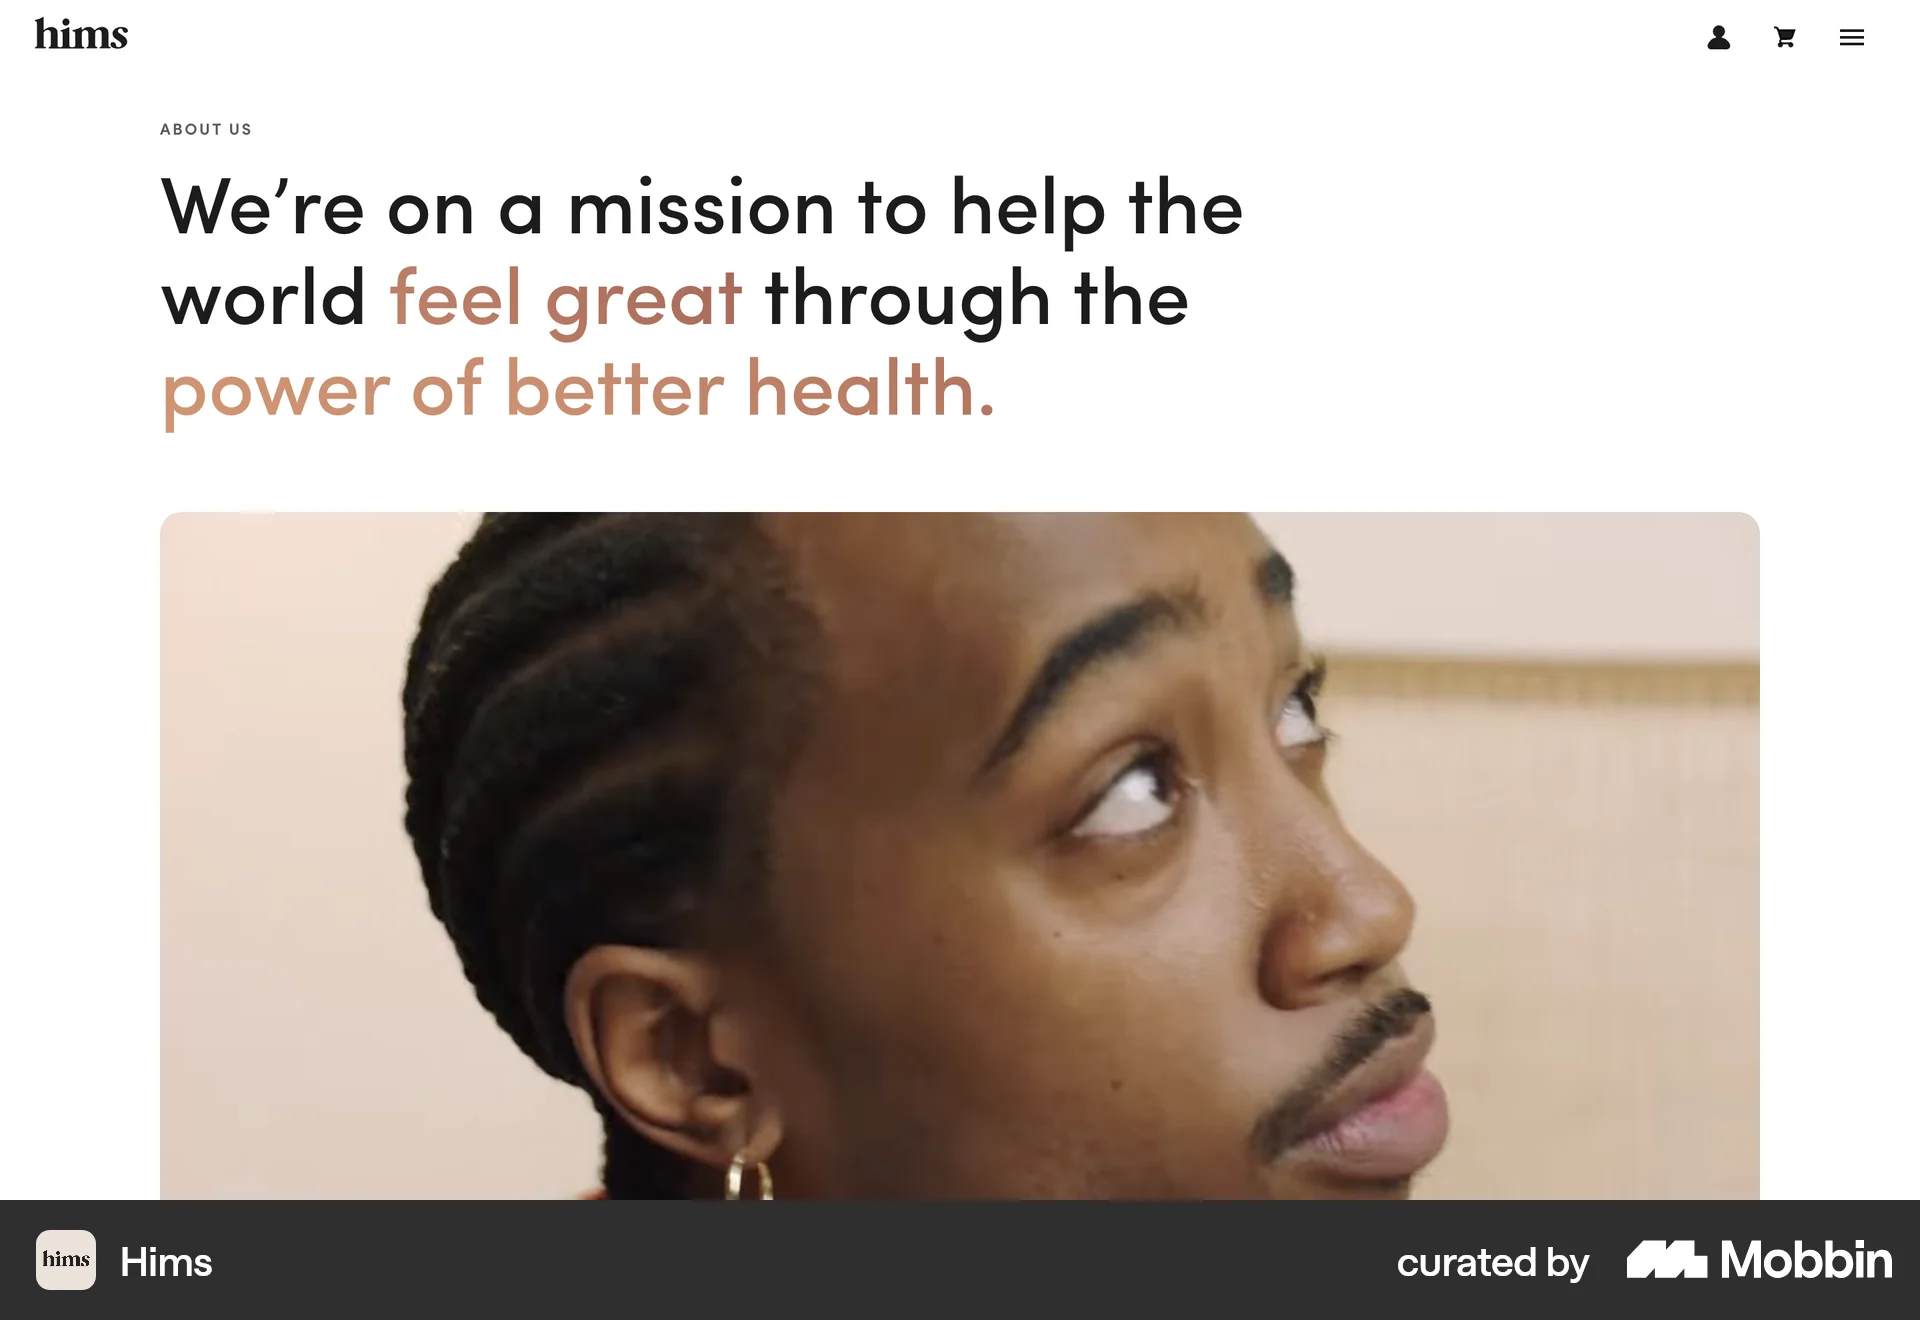 hims
ABOUT US
We’re on a mission to help the
world feel great through the
power of better health.
hims
Hims
curated by
Mobbin